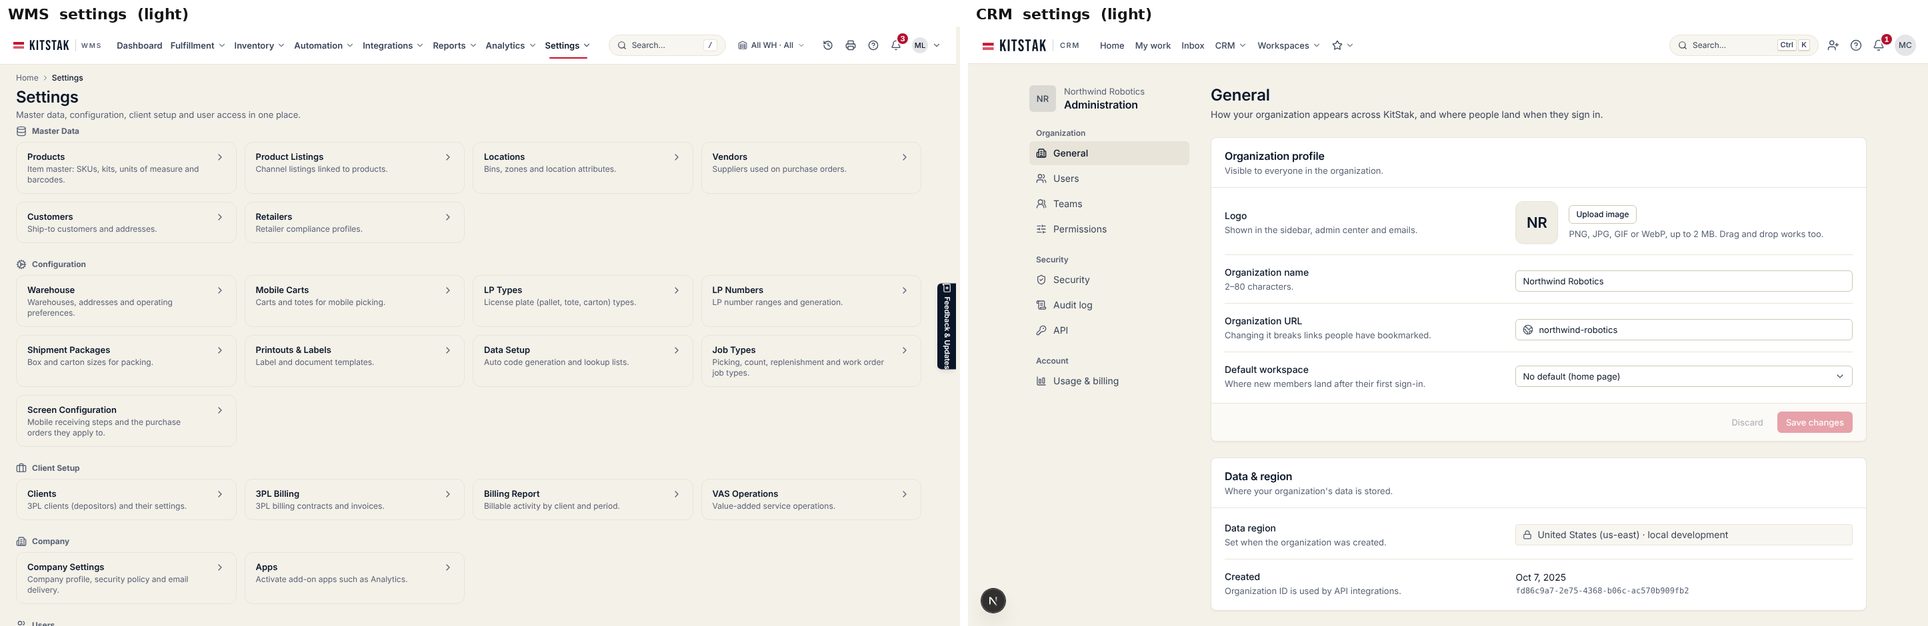 WMS settings (light)
KITSTAK WMS Dashboard Fulfillment Inventory Automation Integrations Reports Analytics Settings Search... / All WH · All 3 ML
Home > Settings
Settings
Master data, configuration, client setup and user access in one place.
Master Data
Products
Item master: SKUs, kits, units of measure and
barcodes.
Product Listings
Channel listings linked to products.
Locations
Bins, zones and location attributes.
Vendors
Suppliers used on purchase orders.
Customers
Ship-to customers and addresses.
Retailers
Retailer compliance profiles.
Configuration
Warehouse
Warehouses, addresses and operating
preferences.
Mobile Carts
Carts and totes for mobile picking.
LP Types
License plate (pallet, tote, carton) types.
LP Numbers
LP number ranges and generation.
Shipment Packages
Box and carton sizes for packing.
Printouts & Labels
Label and document templates.
Data Setup
Auto code generation and lookup lists.
Job Types
Picking, count, replenishment and work order
job types.
Screen Configuration
Mobile receiving steps and the purchase
orders they apply to.
Client Setup
Clients
3PL clients (depositors) and their settings.
3PL Billing
3PL billing contracts and invoices.
Billing Report
Billable activity by client and period.
VAS Operations
Value-added service operations.
Company
Company Settings
Company profile, security policy and email
delivery.
Apps
Activate add-on apps such as Analytics.
Users
Feedback & Updates
CRM settings (light)
KITSTAK CRM Home My work Inbox CRM Workspaces Search... Ctrl K 1 MC
NR
Northwind Robotics
Administration
Organization
General
Users
Teams
Permissions
Security
Security
Audit log
API
Account
Usage & billing
N
General
How your organization appears across KitStak, and where people land when they sign in.
Organization profile
Visible to everyone in the organization.
Logo
Shown in the sidebar, admin center and emails.
NR
Upload image
PNG, JPG, GIF or WebP, up to 2 MB. Drag and drop works too.
Organization name
2–80 characters.
Northwind Robotics
Organization URL
Changing it breaks links people have bookmarked.
northwind-robotics
Default workspace
Where new members land after their first sign-in.
No default (home page)
Discard Save changes
Data & region
Where your organization's data is stored.
Data region
Set when the organization was created.
United States (us-east) · local development
Created
Organization ID is used by API integrations.
Oct 7, 2025
fd86c9a7-2e75-4368-b06c-ac570b909fb2